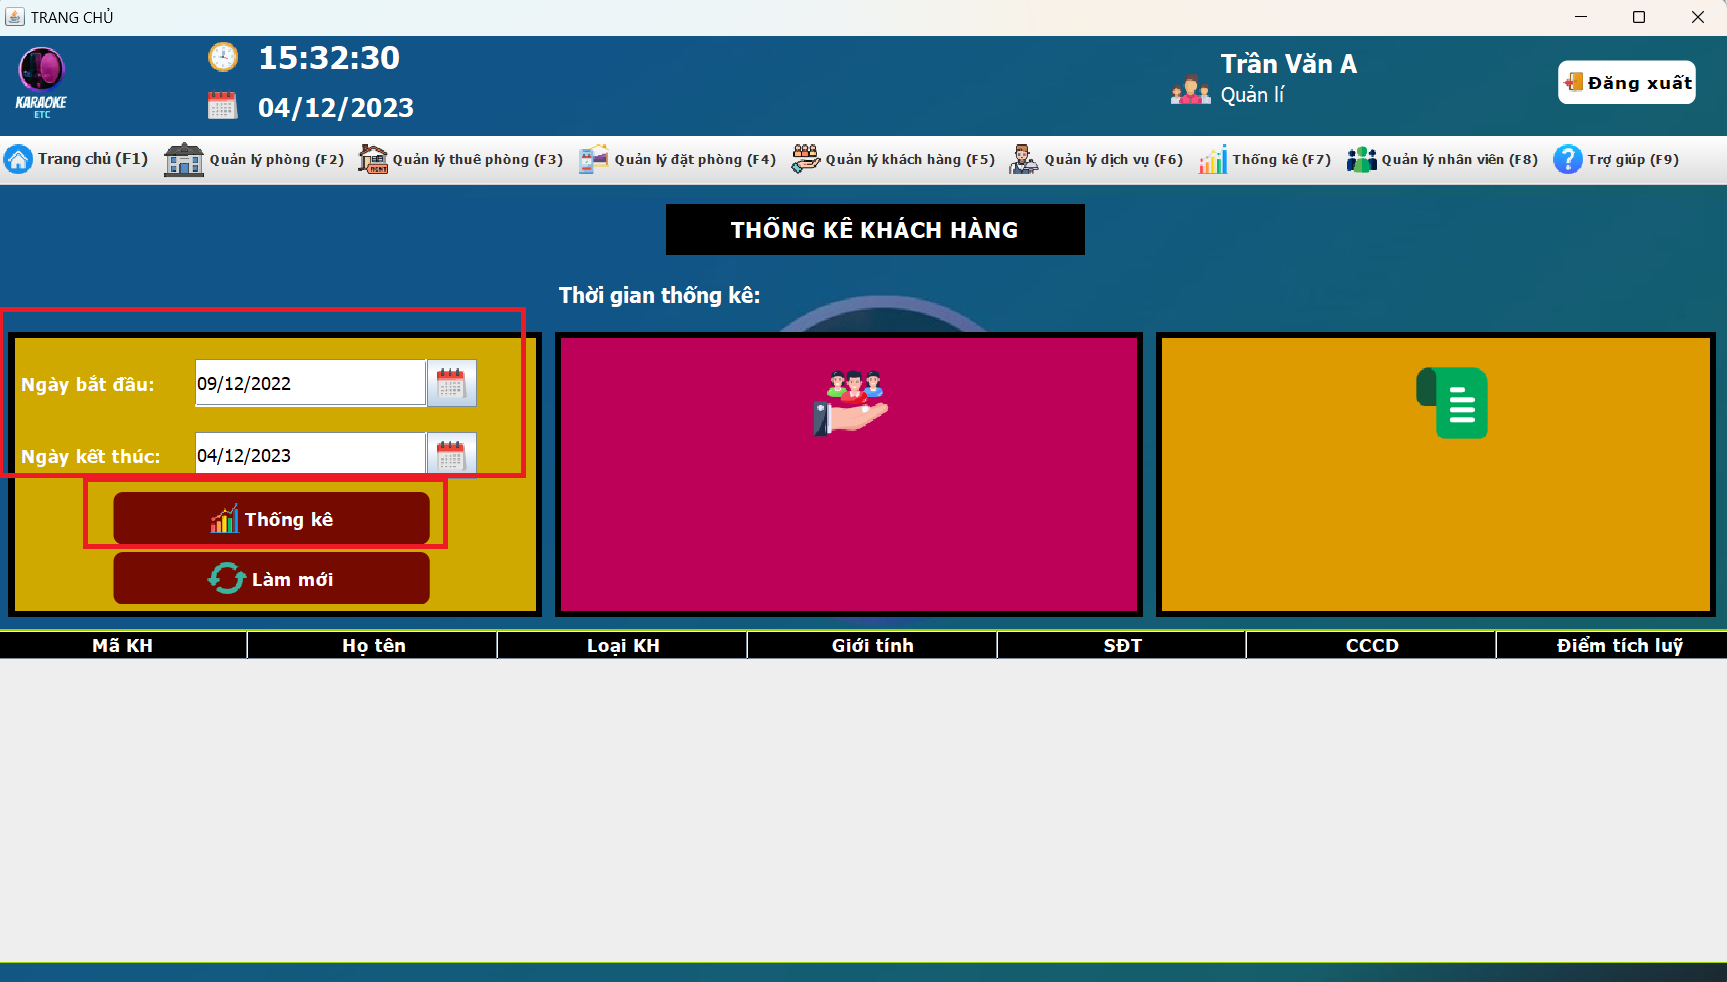 TRANG CHỦ
KARAOKE
ETC
15:32:30
04/12/2023
Trần Văn A
Quản lí
Đăng xuất
Trang chủ (F1)
Quản lý phòng (F2)
Quản lý thuê phòng (F3)
Quản lý đặt phòng (F4)
Quản lý khách hàng (F5)
Quản lý dịch vụ (F6)
Thống kê (F7)
Quản lý nhân viên (F8)
Trợ giúp (F9)
THỐNG KÊ KHÁCH HÀNG
Thời gian thống kê:
Ngày bắt đầu:
09/12/2022
Ngày kết thúc:
04/12/2023
Thống kê
Làm mới
Mã KH
Họ tên
Loại KH
Giới tính
SĐT
CCCD
Điểm tích luỹ